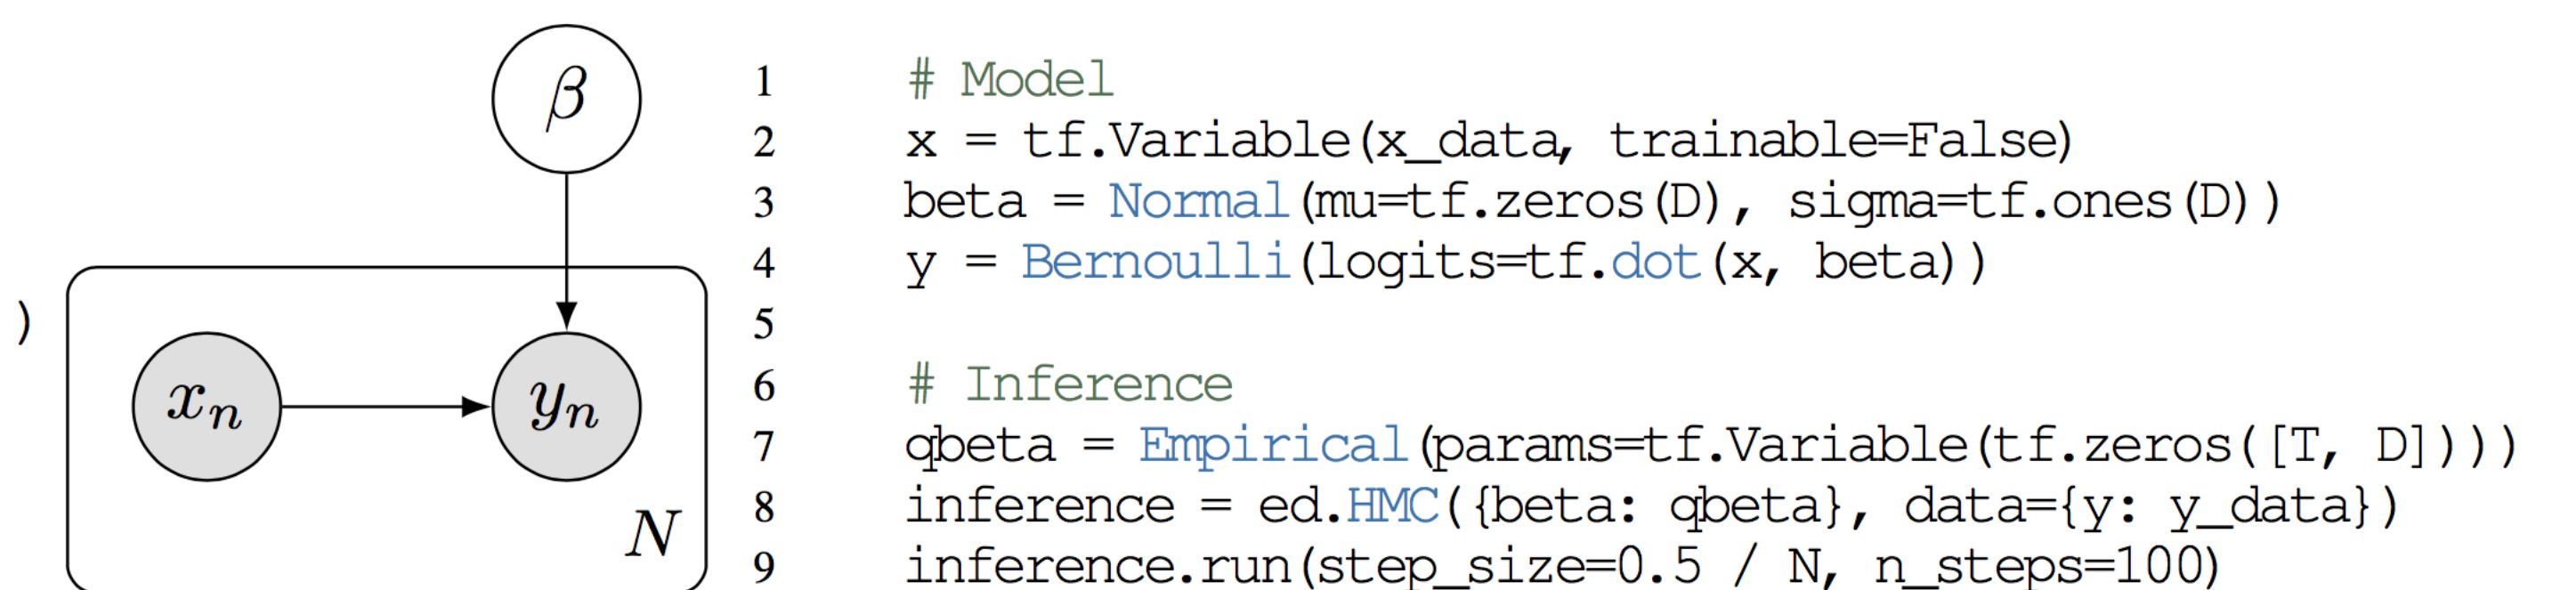 β
)
x_n
y_n
N
1 # Model
2 x = tf.Variable(x_data, trainable=False)
3 beta = Normal(mu=tf.zeros(D), sigma=tf.ones(D))
4 y = Bernoulli(logits=tf.dot(x, beta))
5
6 # Inference
7 qbeta = Empirical(params=tf.Variable(tf.zeros([T, D])))
8 inference = ed.HMC({beta: qbeta}, data={y: y_data})
9 inference.run(step_size=0.5 / N, n_steps=100)